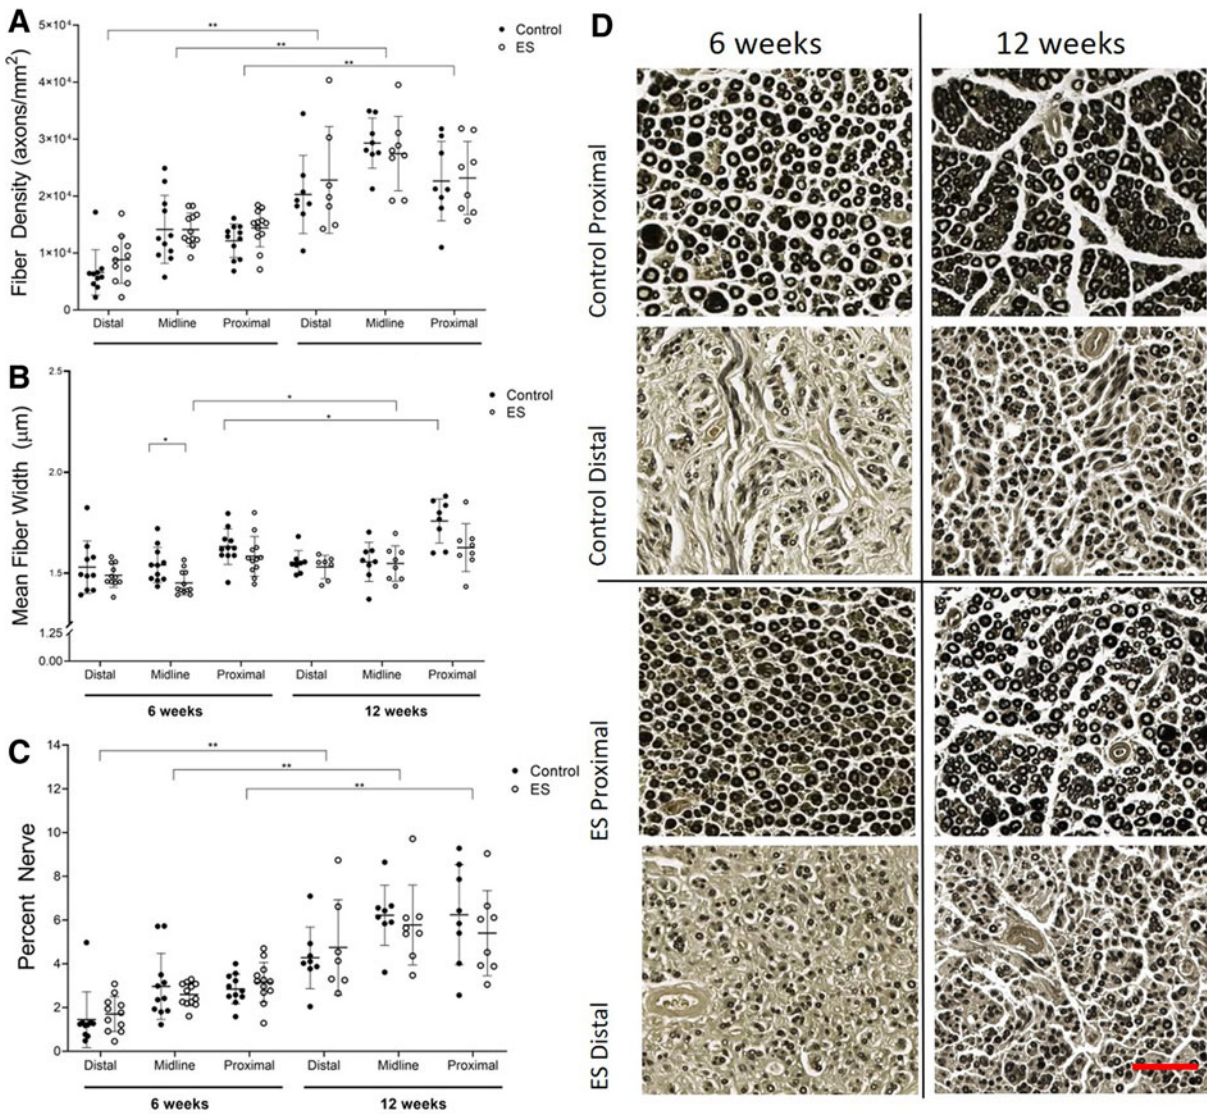 A
Fiber Density (axons/mm²)
5×10⁴
4×10⁴
3×10⁴
2×10⁴
1×10⁴
0
**
**
**
Control
ES
Distal Midline Proximal Distal Midline Proximal
B
Mean Fiber Width (μm)
2.5
2.0
1.5
1.25
0.00
*
*
*
Control
ES
Distal Midline Proximal Distal Midline Proximal
6 weeks 12 weeks
C
Percent Nerve
14
12
10
8
6
4
2
0
**
**
**
Control
ES
Distal Midline Proximal Distal Midline Proximal
6 weeks 12 weeks
D
6 weeks 12 weeks
Control Proximal
Control Distal
ES Proximal
ES Distal